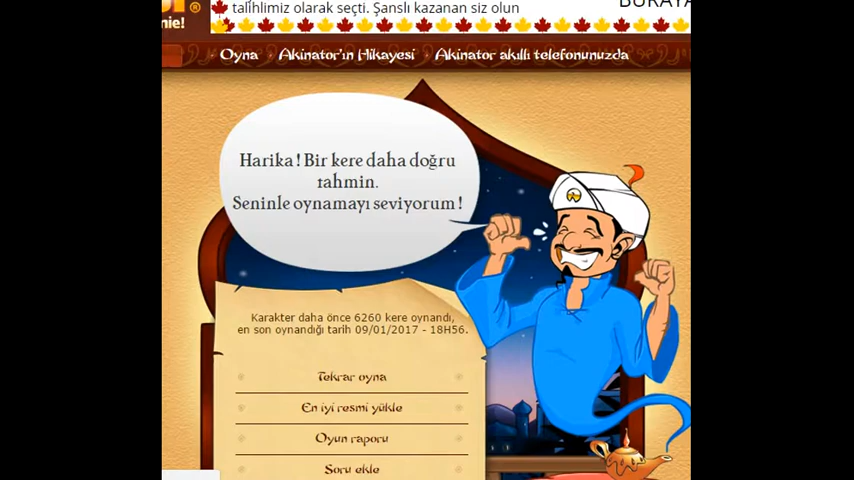 talihlimiz olarak seçti. Şanslı kazanan siz olun
nie!
Oyna
Akinator'ın Hikayesi
Akinator akıllı telefonunuzda
Harika! Bir kere daha doğru
rahmin.
Seninle oynamayı seviyorum!
Karakter daha önce 6260 kere oynandı,
en son oynandığı tarih 09/01/2017 - 18H56.
Tekrar oyna
En iyi resmi yükle
Oyun raporu
Soru ekle